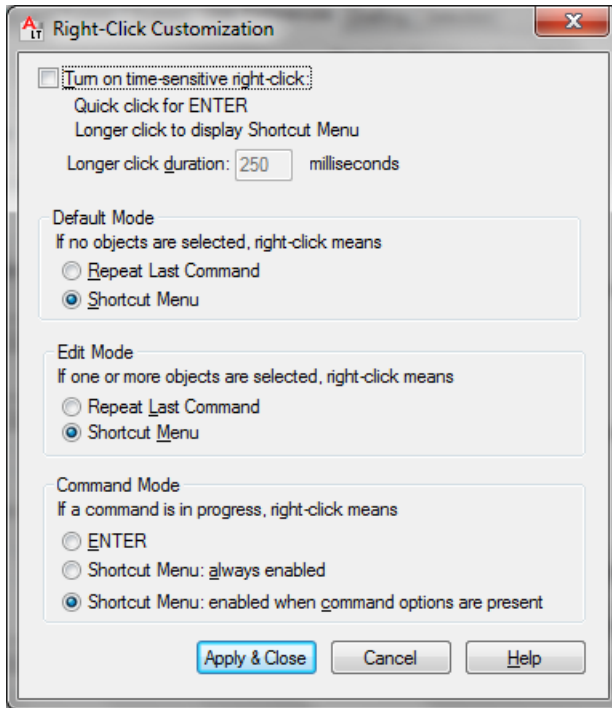 A LT Right-Click Customization X
Turn on time-sensitive right-click:
Quick click for ENTER
Longer click to display Shortcut Menu
Longer click duration: 250 milliseconds
Default Mode
If no objects are selected, right-click means
Repeat Last Command
Shortcut Menu
Edit Mode
If one or more objects are selected, right-click means
Repeat Last Command
Shortcut Menu
Command Mode
If a command is in progress, right-click means
ENTER
Shortcut Menu: always enabled
Shortcut Menu: enabled when command options are present
Apply & Close Cancel Help